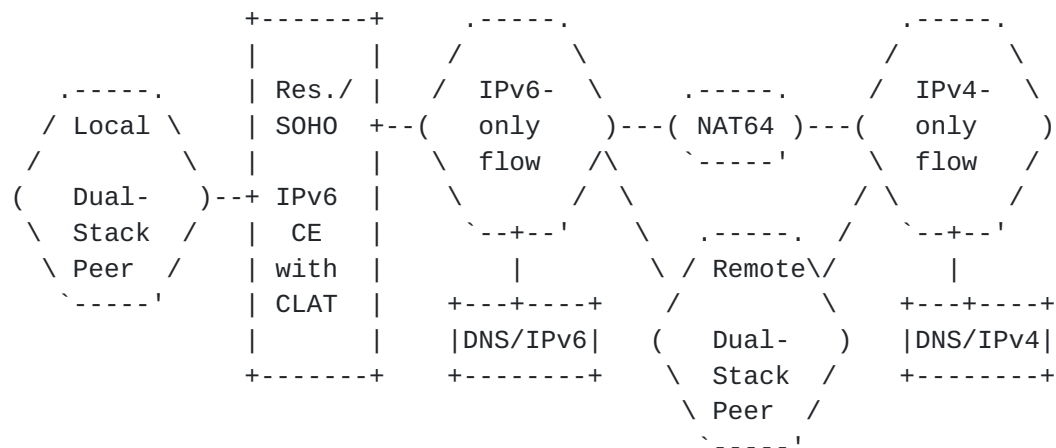 Res./ IPv6- IPv4-
Local SOHO only NAT64 only
flow flow
Dual- IPv6
Stack CE
Peer with Remote
CLAT
DNS/IPv6 Dual- DNS/IPv4
Stack
Peer